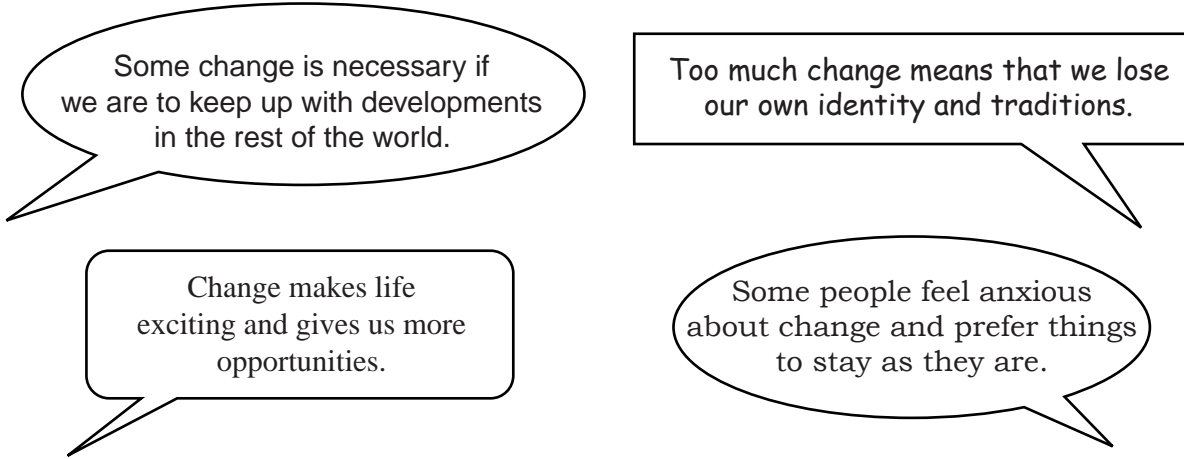 Some change is necessary if
we are to keep up with developments
in the rest of the world.
Too much change means that we lose
our own identity and traditions.
Change makes life
exciting and gives us more
opportunities.
Some people feel anxious
about change and prefer things
to stay as they are.